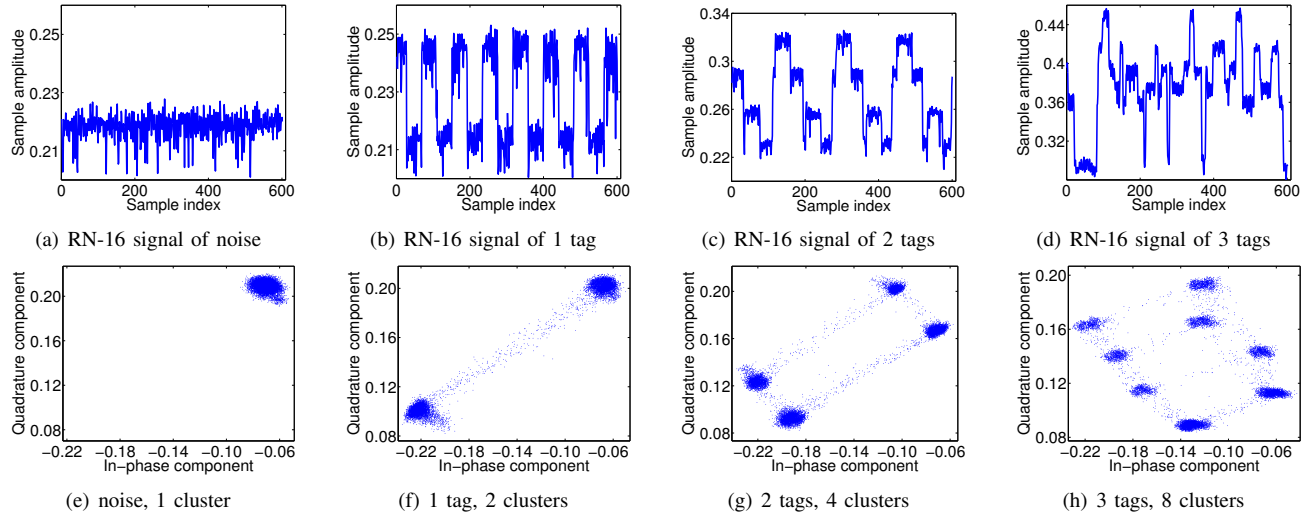 Sample amplitude
0.25
0.23
0.21
0 200 400 600
Sample index
(a) RN-16 signal of noise
Sample amplitude
0.25
0.23
0.21
0 200 400 600
Sample index
(b) RN-16 signal of 1 tag
Sample amplitude
0.34
0.3
0.26
0.22
0 200 400 600
Sample index
(c) RN-16 signal of 2 tags
Sample amplitude
0.44
0.4
0.36
0.32
0 200 400 600
Sample index
(d) RN-16 signal of 3 tags
Quadrature component
0.20
0.16
0.12
0.08
−0.22 −0.18 −0.14 −0.10 −0.06
In−phase component
(e) noise, 1 cluster
Quadrature component
0.20
0.16
0.12
0.08
−0.22 −0.18 −0.14 −0.10 −0.06
In−phase component
(f) 1 tag, 2 clusters
Quadrature component
0.20
0.16
0.12
0.08
−0.22 −0.18 −0.14 −0.10 −0.06
In−phase component
(g) 2 tags, 4 clusters
Quadrature component
0.20
0.16
0.12
0.08
−0.22 −0.18 −0.14 −0.10 −0.06
In−phase component
(h) 3 tags, 8 clusters